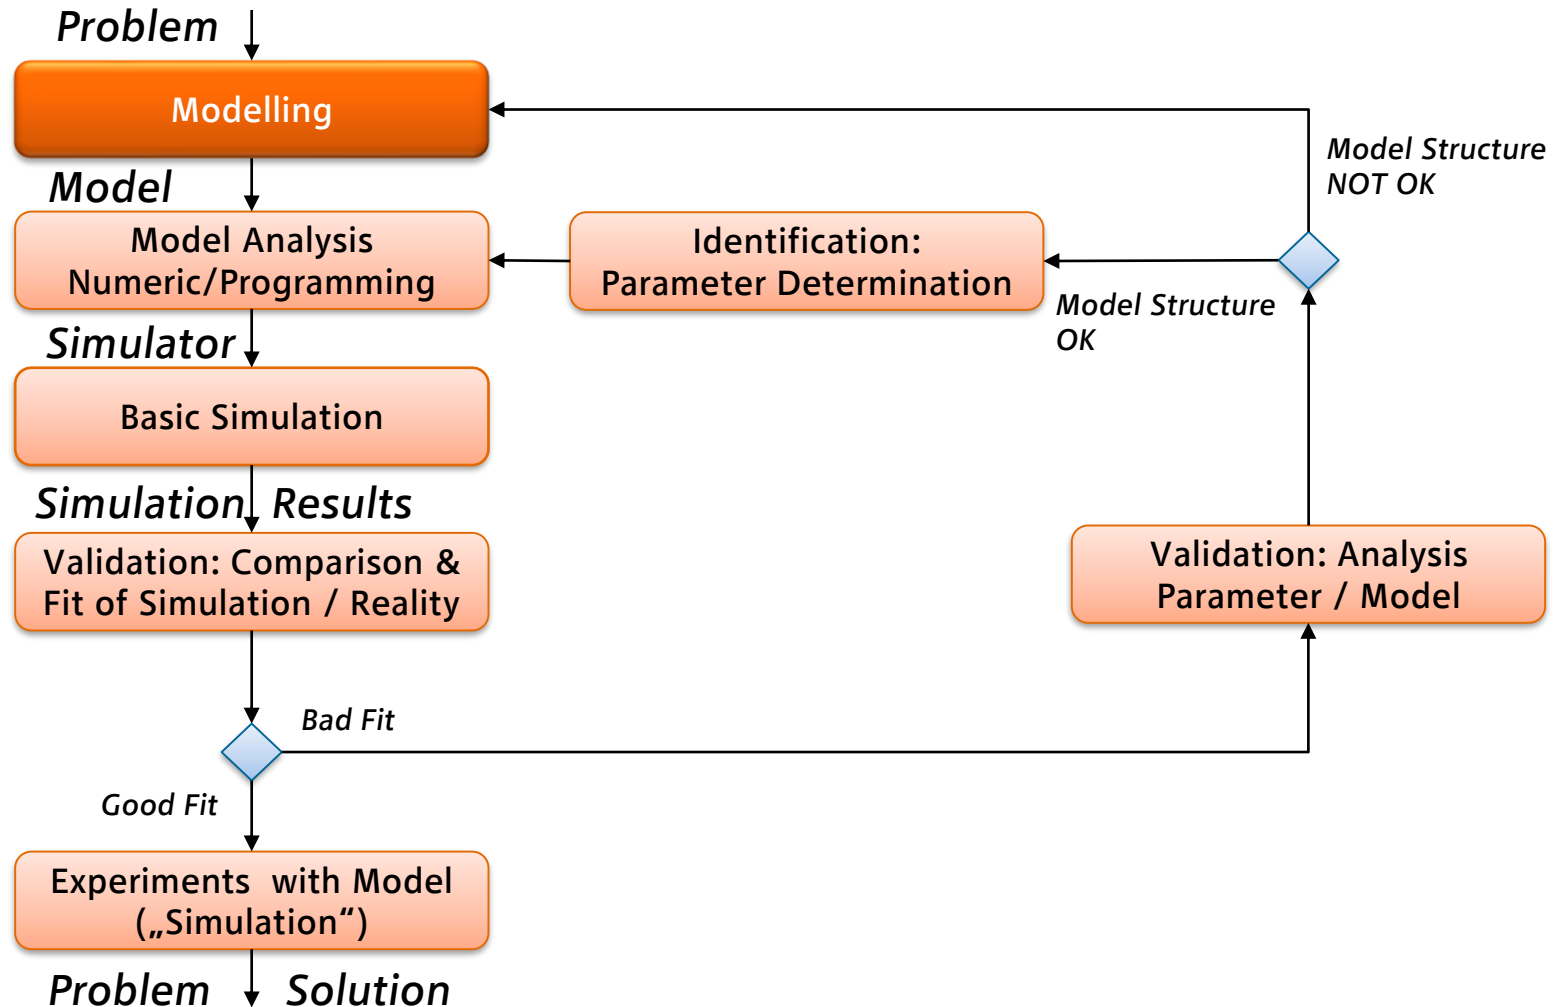 Problem
Modelling
Model Structure
NOT OK
Model
Model Analysis
Numeric/Programming
Identification:
Parameter Determination
Model Structure
OK
Simulator
Basic Simulation
Simulation Results
Validation: Comparison &
Fit of Simulation / Reality
Validation: Analysis
Parameter / Model
Bad Fit
Good Fit
Experiments with Model
(„Simulation“)
Problem Solution